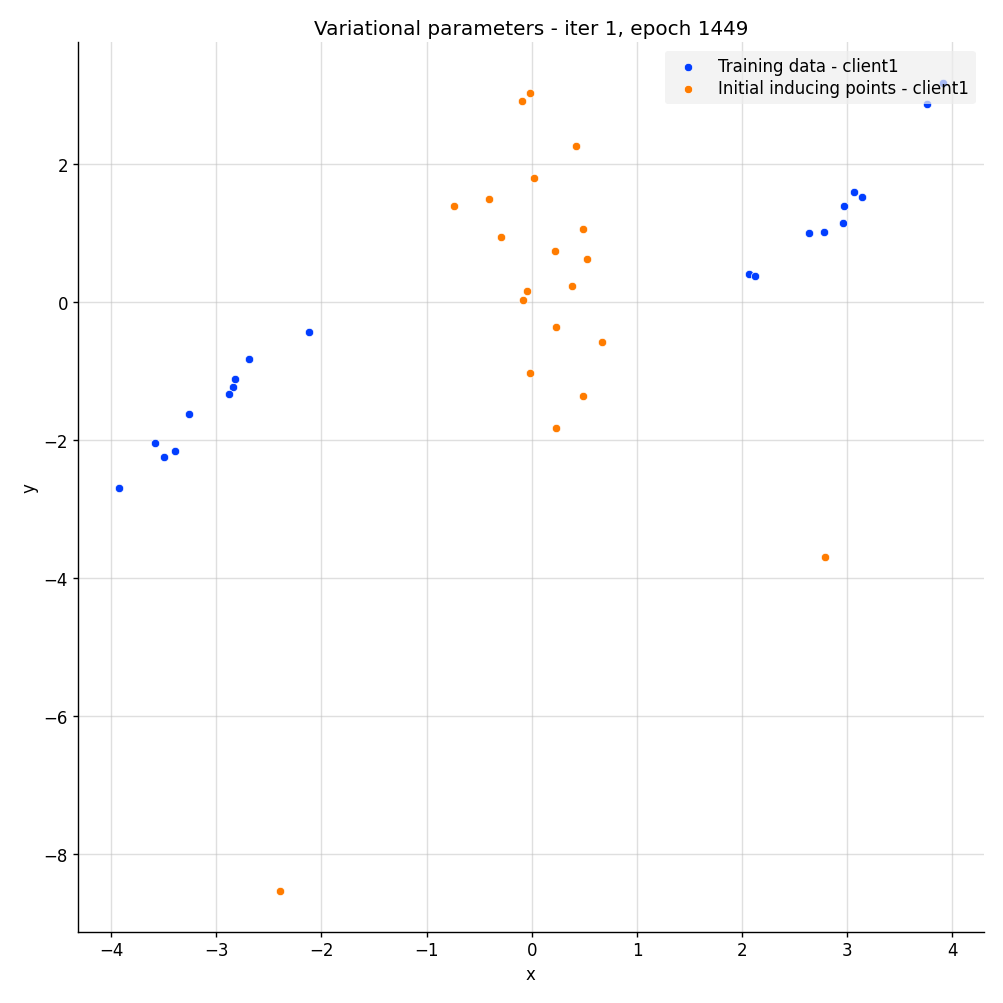 Variational parameters - iter 1, epoch 1449
Training data - client1
Initial inducing points - client1
2
0
−2
−4
−6
−8
y
−4 −3 −2 −1 0 1 2 3 4
x